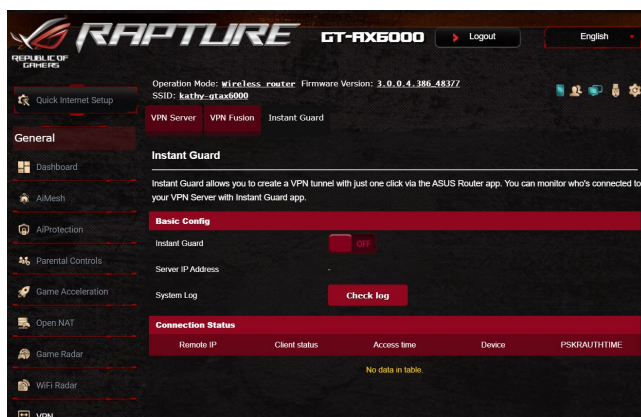 REPUBLIC OF
GAMERS
RAPTURE
GT-AX6000
Logout
English
Operation Mode: Wireless router Firmware Version: 3.0.0.4.386_48377
SSID: kathy-gtax6000
Quick Internet Setup
General
Dashboard
AiMesh
AiProtection
Parental Controls
Game Acceleration
Open NAT
Game Radar
WiFi Radar
VPN
VPN Server VPN Fusion Instant Guard
Instant Guard
Instant Guard allows you to create a VPN tunnel with just one click via the ASUS Router app. You can monitor who's connected to
your VPN Server with Instant Guard app.
Basic Config
Instant Guard OFF
Server IP Address -
System Log Check log
Connection Status
Remote IP Client status Access time Device PSKRAUTHTIME
No data in table.